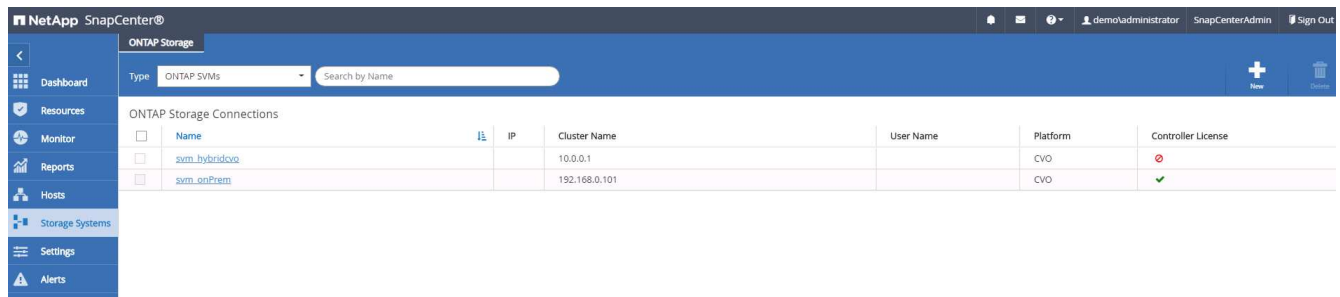 NetApp SnapCenter®
demo\administrator SnapCenterAdmin Sign Out
ONTAP Storage
Type ONTAP SVMs Search by Name
New Delete
Dashboard
Resources
Monitor
Reports
Hosts
Storage Systems
Settings
Alerts
ONTAP Storage Connections
Name IP Cluster Name User Name Platform Controller License
svm_hybridcvo 10.0.0.1 CVO
svm_onPrem 192.168.0.101 CVO